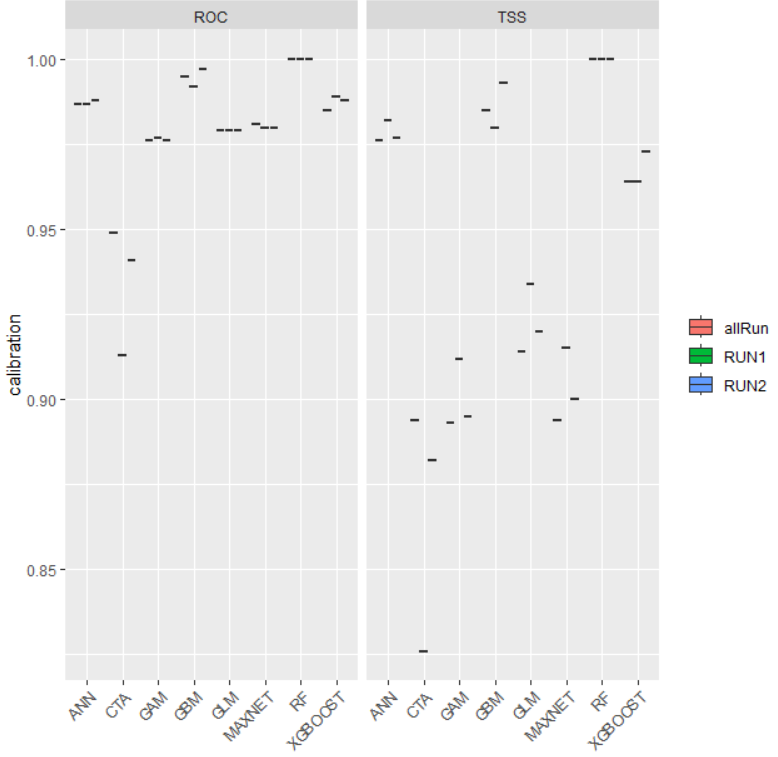 ROC
TSS
1.00
0.95
0.90
0.85
calibration
allRun
RUN1
RUN2
ANN
CTA
GAM
GBM
GLM
MAXNET
RF
XGBOOST
ANN
CTA
GAM
GBM
GLM
MAXNET
RF
XGBOOST